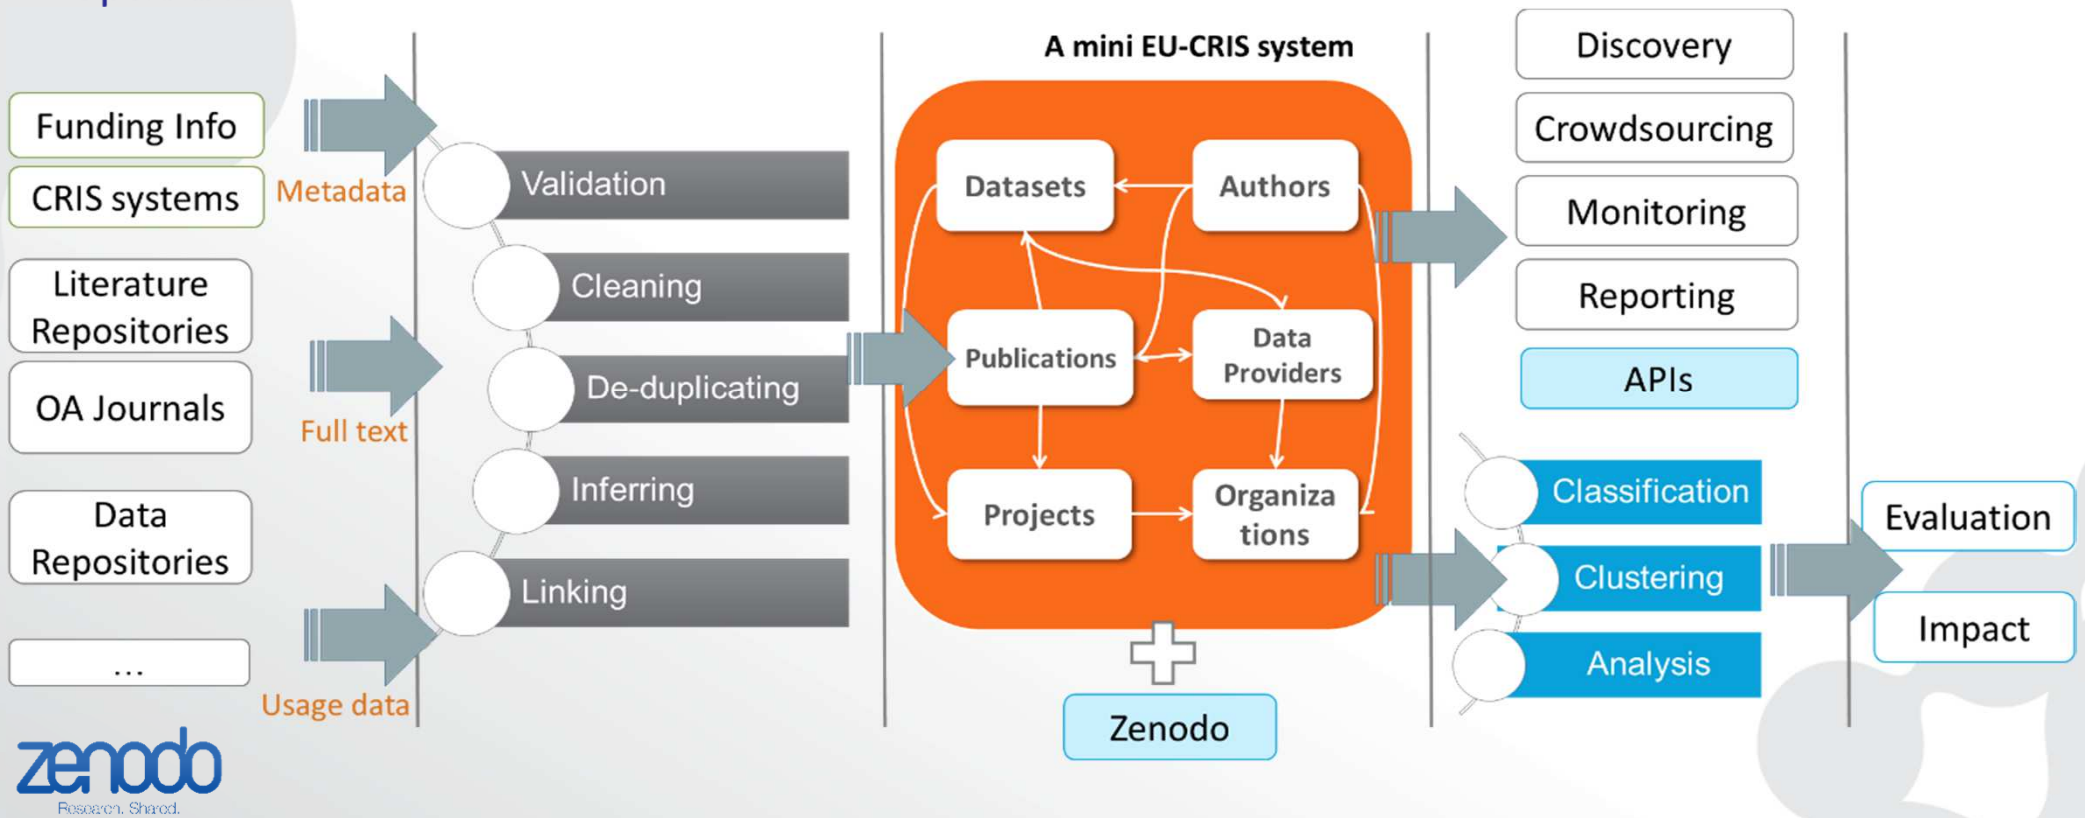 Funding Info
CRIS systems
Literature
Repositories
OA Journals
Data
Repositories
...
Metadata
Full text
Usage data
zenodo
Research. Shared.
Validation
Cleaning
De-duplicating
Inferring
Linking
A mini EU-CRIS system
Datasets
Authors
Publications
Data
Providers
Projects
Organiza
tions
Zenodo
Discovery
Crowdsourcing
Monitoring
Reporting
APIs
Classification
Clustering
Analysis
Evaluation
Impact